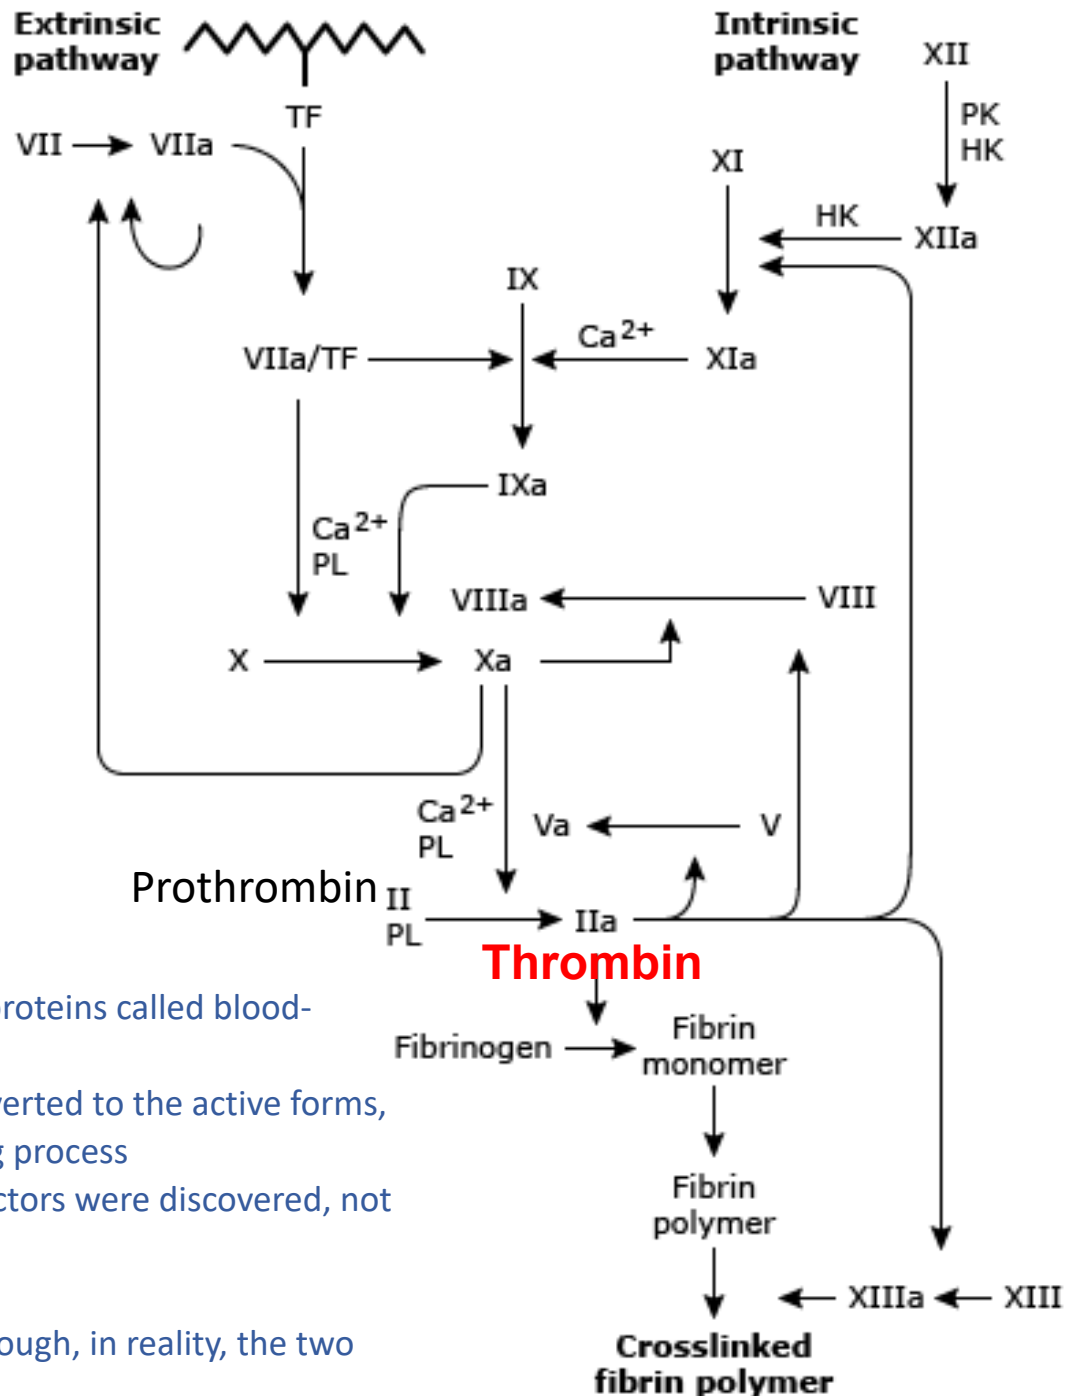 Extrinsic
pathway
Intrinsic
pathway
XII
TF
PK
HK
VII
VIIa
XI
HK
XIIa
IX
VIIa/TF
Ca2+
XIa
IXa
Ca2+
PL
VIIIa
VIII
X
Xa
Ca2+
PL
Va
V
Prothrombin
II
PL
IIa
Thrombin
proteins called blood-
Fibrinogen
Fibrin
monomer
verted to the active forms,
g process
ctors were discovered, not
Fibrin
polymer
XIIIa
XIII
ough, in reality, the two
Crosslinked
fibrin polymer